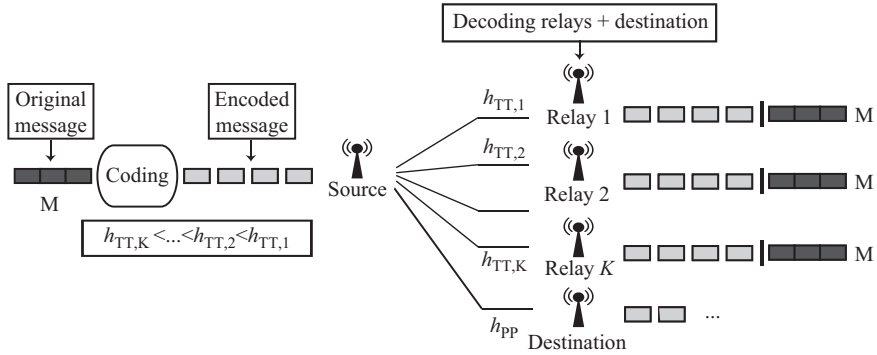 Decoding relays + destination
Original
message
Encoded
message
Coding
M
Source
h_TT,K <...<h_TT,2<h_TT,1
h_TT,1
Relay 1
M
h_TT,2
Relay 2
M
h_TT,K
Relay K
M
h_PP
Destination
...